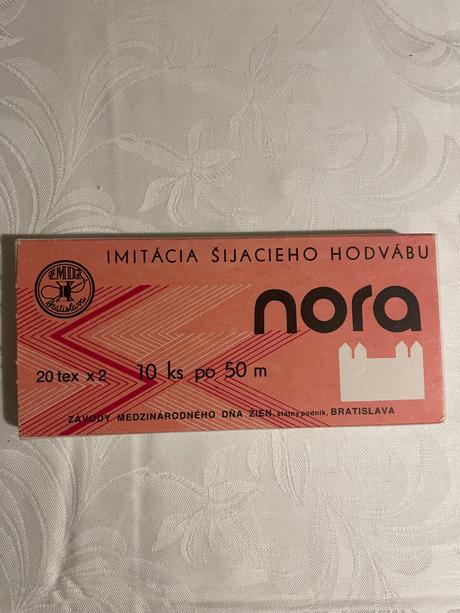 IMITÁCIA ŠIJACIEHO HODVÁBU
ZMDŽ
Bratislava
nora
20 tex x 2 10 ks po 50 m
ZÁVODY MEDZINÁRODNÉHO DŇA ŽIEN, štátny podnik, BRATISLAVA